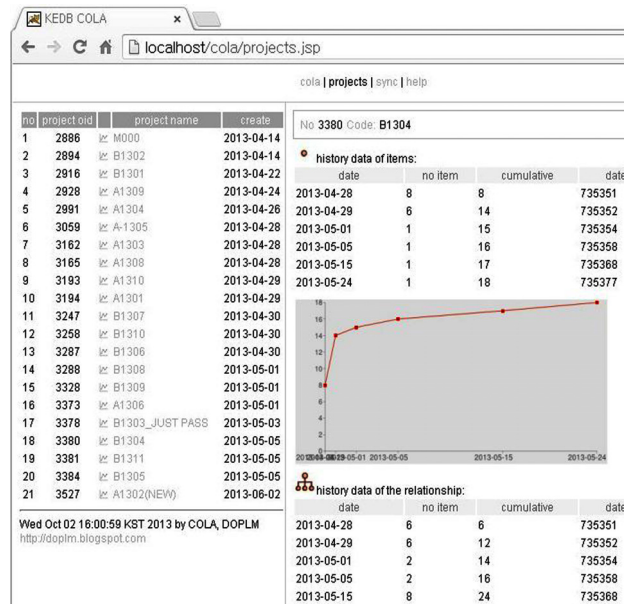 KEDB COLA
localhost/cola/projects.jsp
cola | projects | sync | help
no project oid project name create
1 2886 M000 2013-04-14
2 2894 B1302 2013-04-14
3 2916 B1301 2013-04-22
4 2928 A1309 2013-04-24
5 2991 A1304 2013-04-26
6 3059 A-1305 2013-04-28
7 3162 A1303 2013-04-28
8 3165 A1308 2013-04-28
9 3193 A1310 2013-04-29
10 3194 A1301 2013-04-29
11 3247 B1307 2013-04-30
12 3258 B1310 2013-04-30
13 3287 B1306 2013-04-30
14 3288 B1308 2013-05-01
15 3328 B1309 2013-05-01
16 3373 A1306 2013-05-01
17 3378 B1303_JUST PASS 2013-05-03
18 3380 B1304 2013-05-05
19 3381 B1311 2013-05-05
20 3384 B1305 2013-05-05
21 3527 A1302(NEW) 2013-06-02
Wed Oct 02 16:00:59 KST 2013 by COLA, DOPLM
http://doplm.blogspot.com
No 3380 Code: B1304
history data of items:
date no item cumulative date
2013-04-28 8 8 735351
2013-04-29 6 14 735352
2013-05-01 1 15 735354
2013-05-05 1 16 735358
2013-05-15 1 17 735368
2013-05-24 1 18 735377
18
16
14
12
10
8
6
4
2
0
2013-05-05 2013-05-15 2013-05-24
history data of the relationship:
date no item cumulative date
2013-04-28 6 6 735351
2013-04-29 6 12 735352
2013-05-01 2 14 735354
2013-05-05 2 16 735358
2013-05-15 8 24 735368